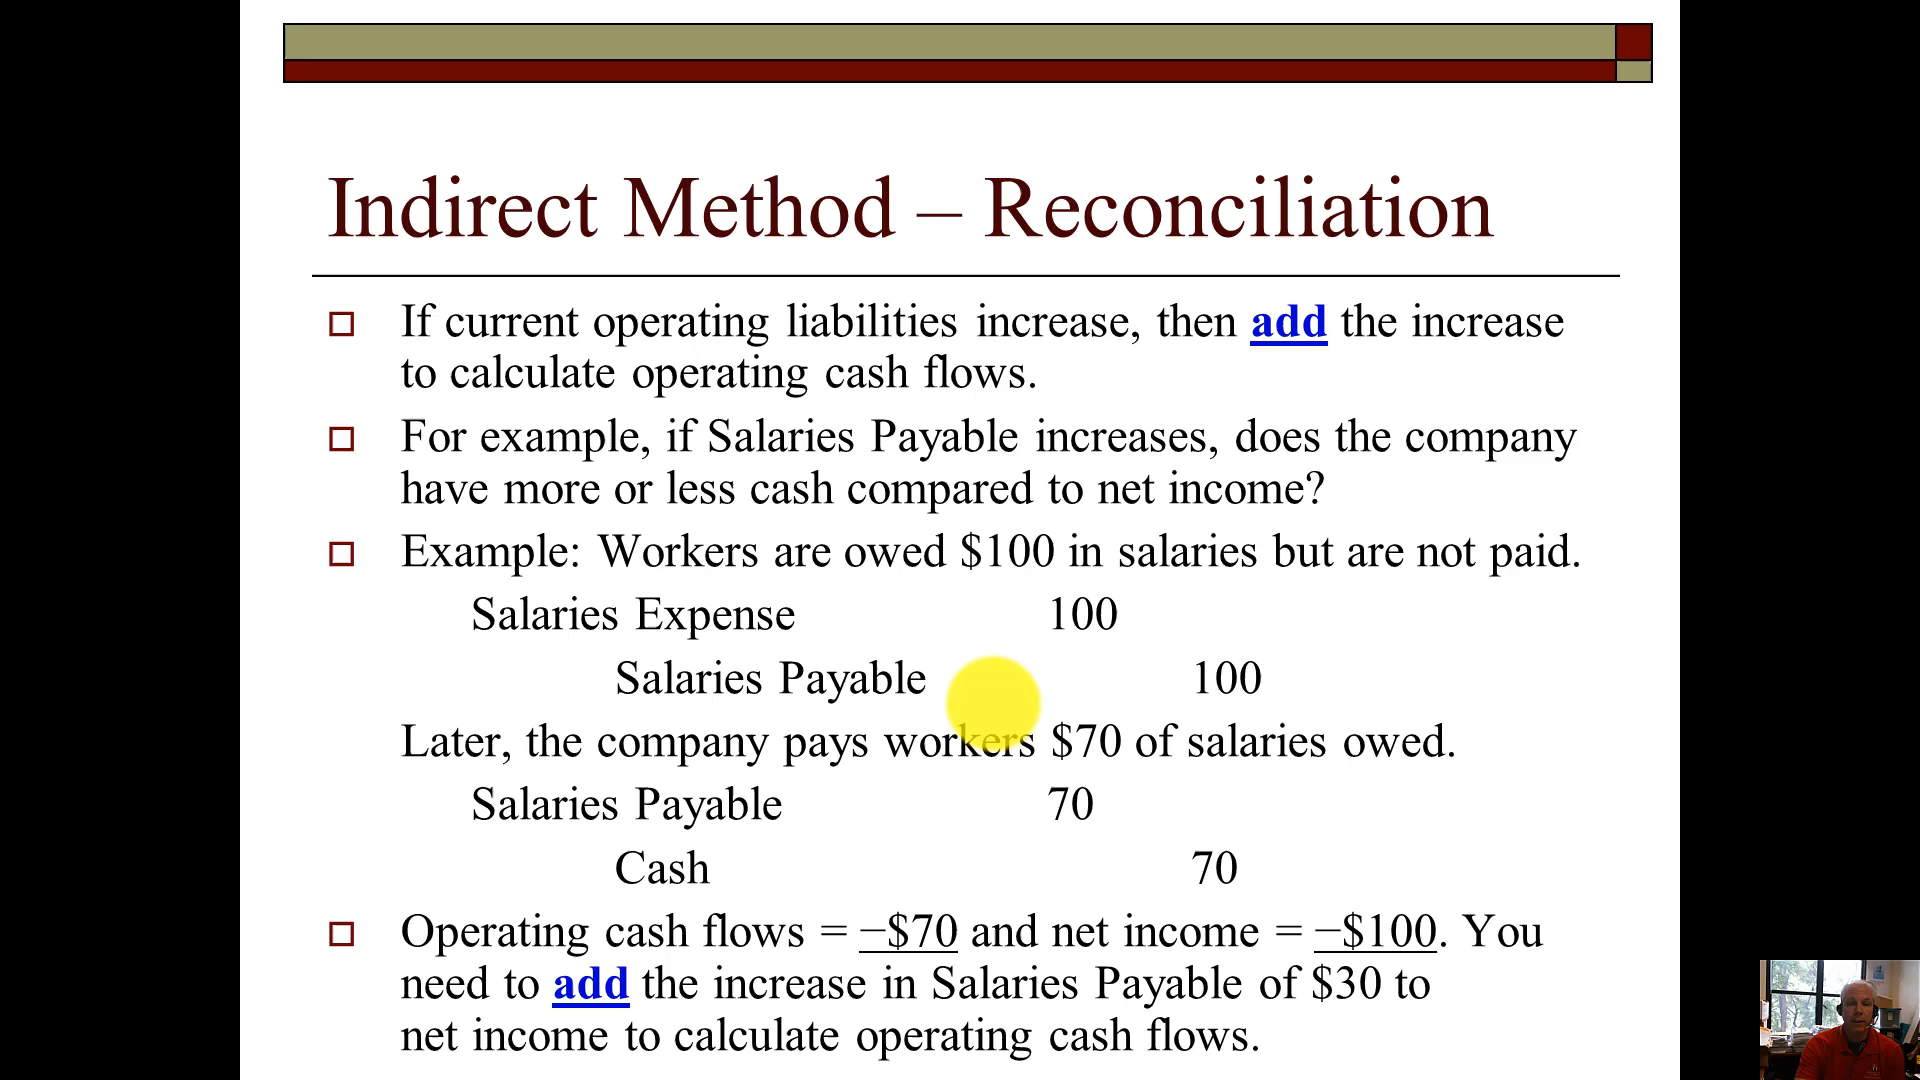 Indirect Method – Reconciliation
If current operating liabilities increase, then add the increase
to calculate operating cash flows.
For example, if Salaries Payable increases, does the company
have more or less cash compared to net income?
Example: Workers are owed $100 in salaries but are not paid.
Salaries Expense 100
Salaries Payable 100
Later, the company pays workers $70 of salaries owed.
Salaries Payable 70
Cash 70
Operating cash flows = −$70 and net income = −$100. You
need to add the increase in Salaries Payable of $30 to
net income to calculate operating cash flows.